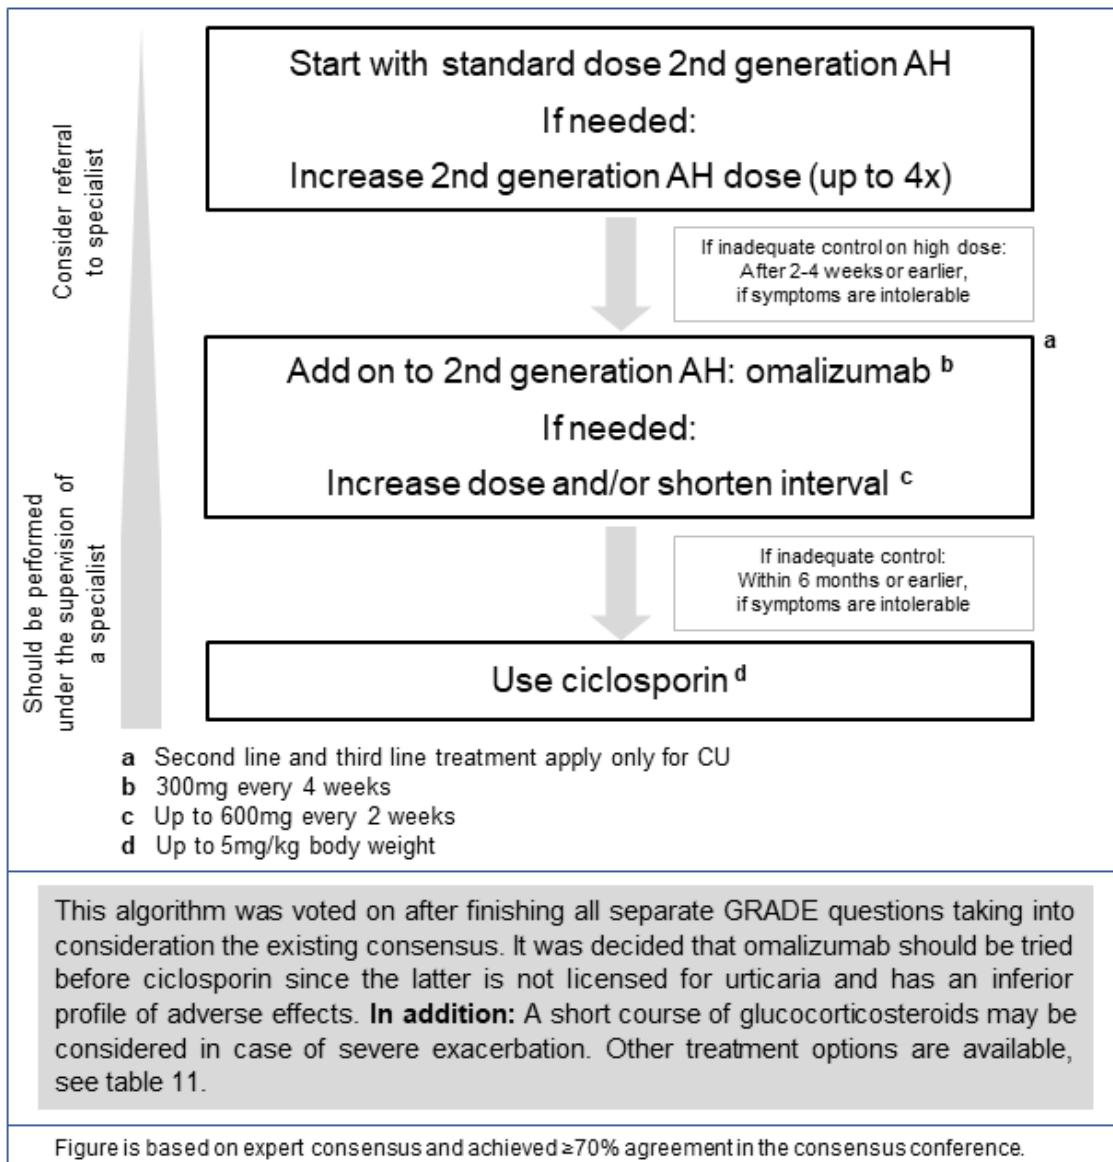 Start with standard dose 2nd generation AH
If needed:
Increase 2nd generation AH dose (up to 4x)
Consider referral
to specialist
If inadequate control on high dose:
After 2-4 weeks or earlier,
if symptoms are intolerable
a
Add on to 2nd generation AH: omalizumab b
If needed:
Increase dose and/or shorten interval c
Should be performed
under the supervision of
a specialist
If inadequate control:
Within 6 months or earlier,
if symptoms are intolerable
Use ciclosporin d
a Second line and third line treatment apply only for CU
b 300mg every 4 weeks
c Up to 600mg every 2 weeks
d Up to 5mg/kg body weight
This algorithm was voted on after finishing all separate GRADE questions taking into
consideration the existing consensus. It was decided that omalizumab should be tried
before ciclosporin since the latter is not licensed for urticaria and has an inferior
profile of adverse effects. In addition: A short course of glucocorticosteroids may be
considered in case of severe exacerbation. Other treatment options are available,
see table 11.
Figure is based on expert consensus and achieved ≥70% agreement in the consensus conference.